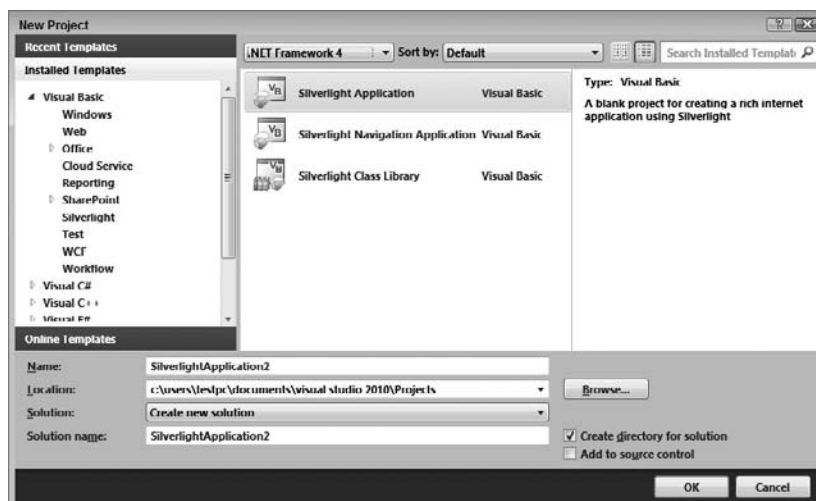 New Project
Recent Templates
Installed Templates
Visual Basic
Windows
Web
Office
Cloud Service
Reporting
SharePoint
Silverlight
Test
WCF
Workflow
Visual C#
Visual C++
Visual F#
Online Templates
.NET Framework 4
Sort by: Default
Search Installed Templat
Silverlight Application Visual Basic
Silverlight Navigation Application Visual Basic
Silverlight Class Library Visual Basic
Type: Visual Basic
A blank project for creating a rich internet
application using Silverlight
Name: SilverlightApplication2
Location: c:\users\testpc\documents\visual studio 2010\Projects
Browse...
Solution: Create new solution
Solution name: SilverlightApplication2
Create directory for solution
Add to source control
OK Cancel